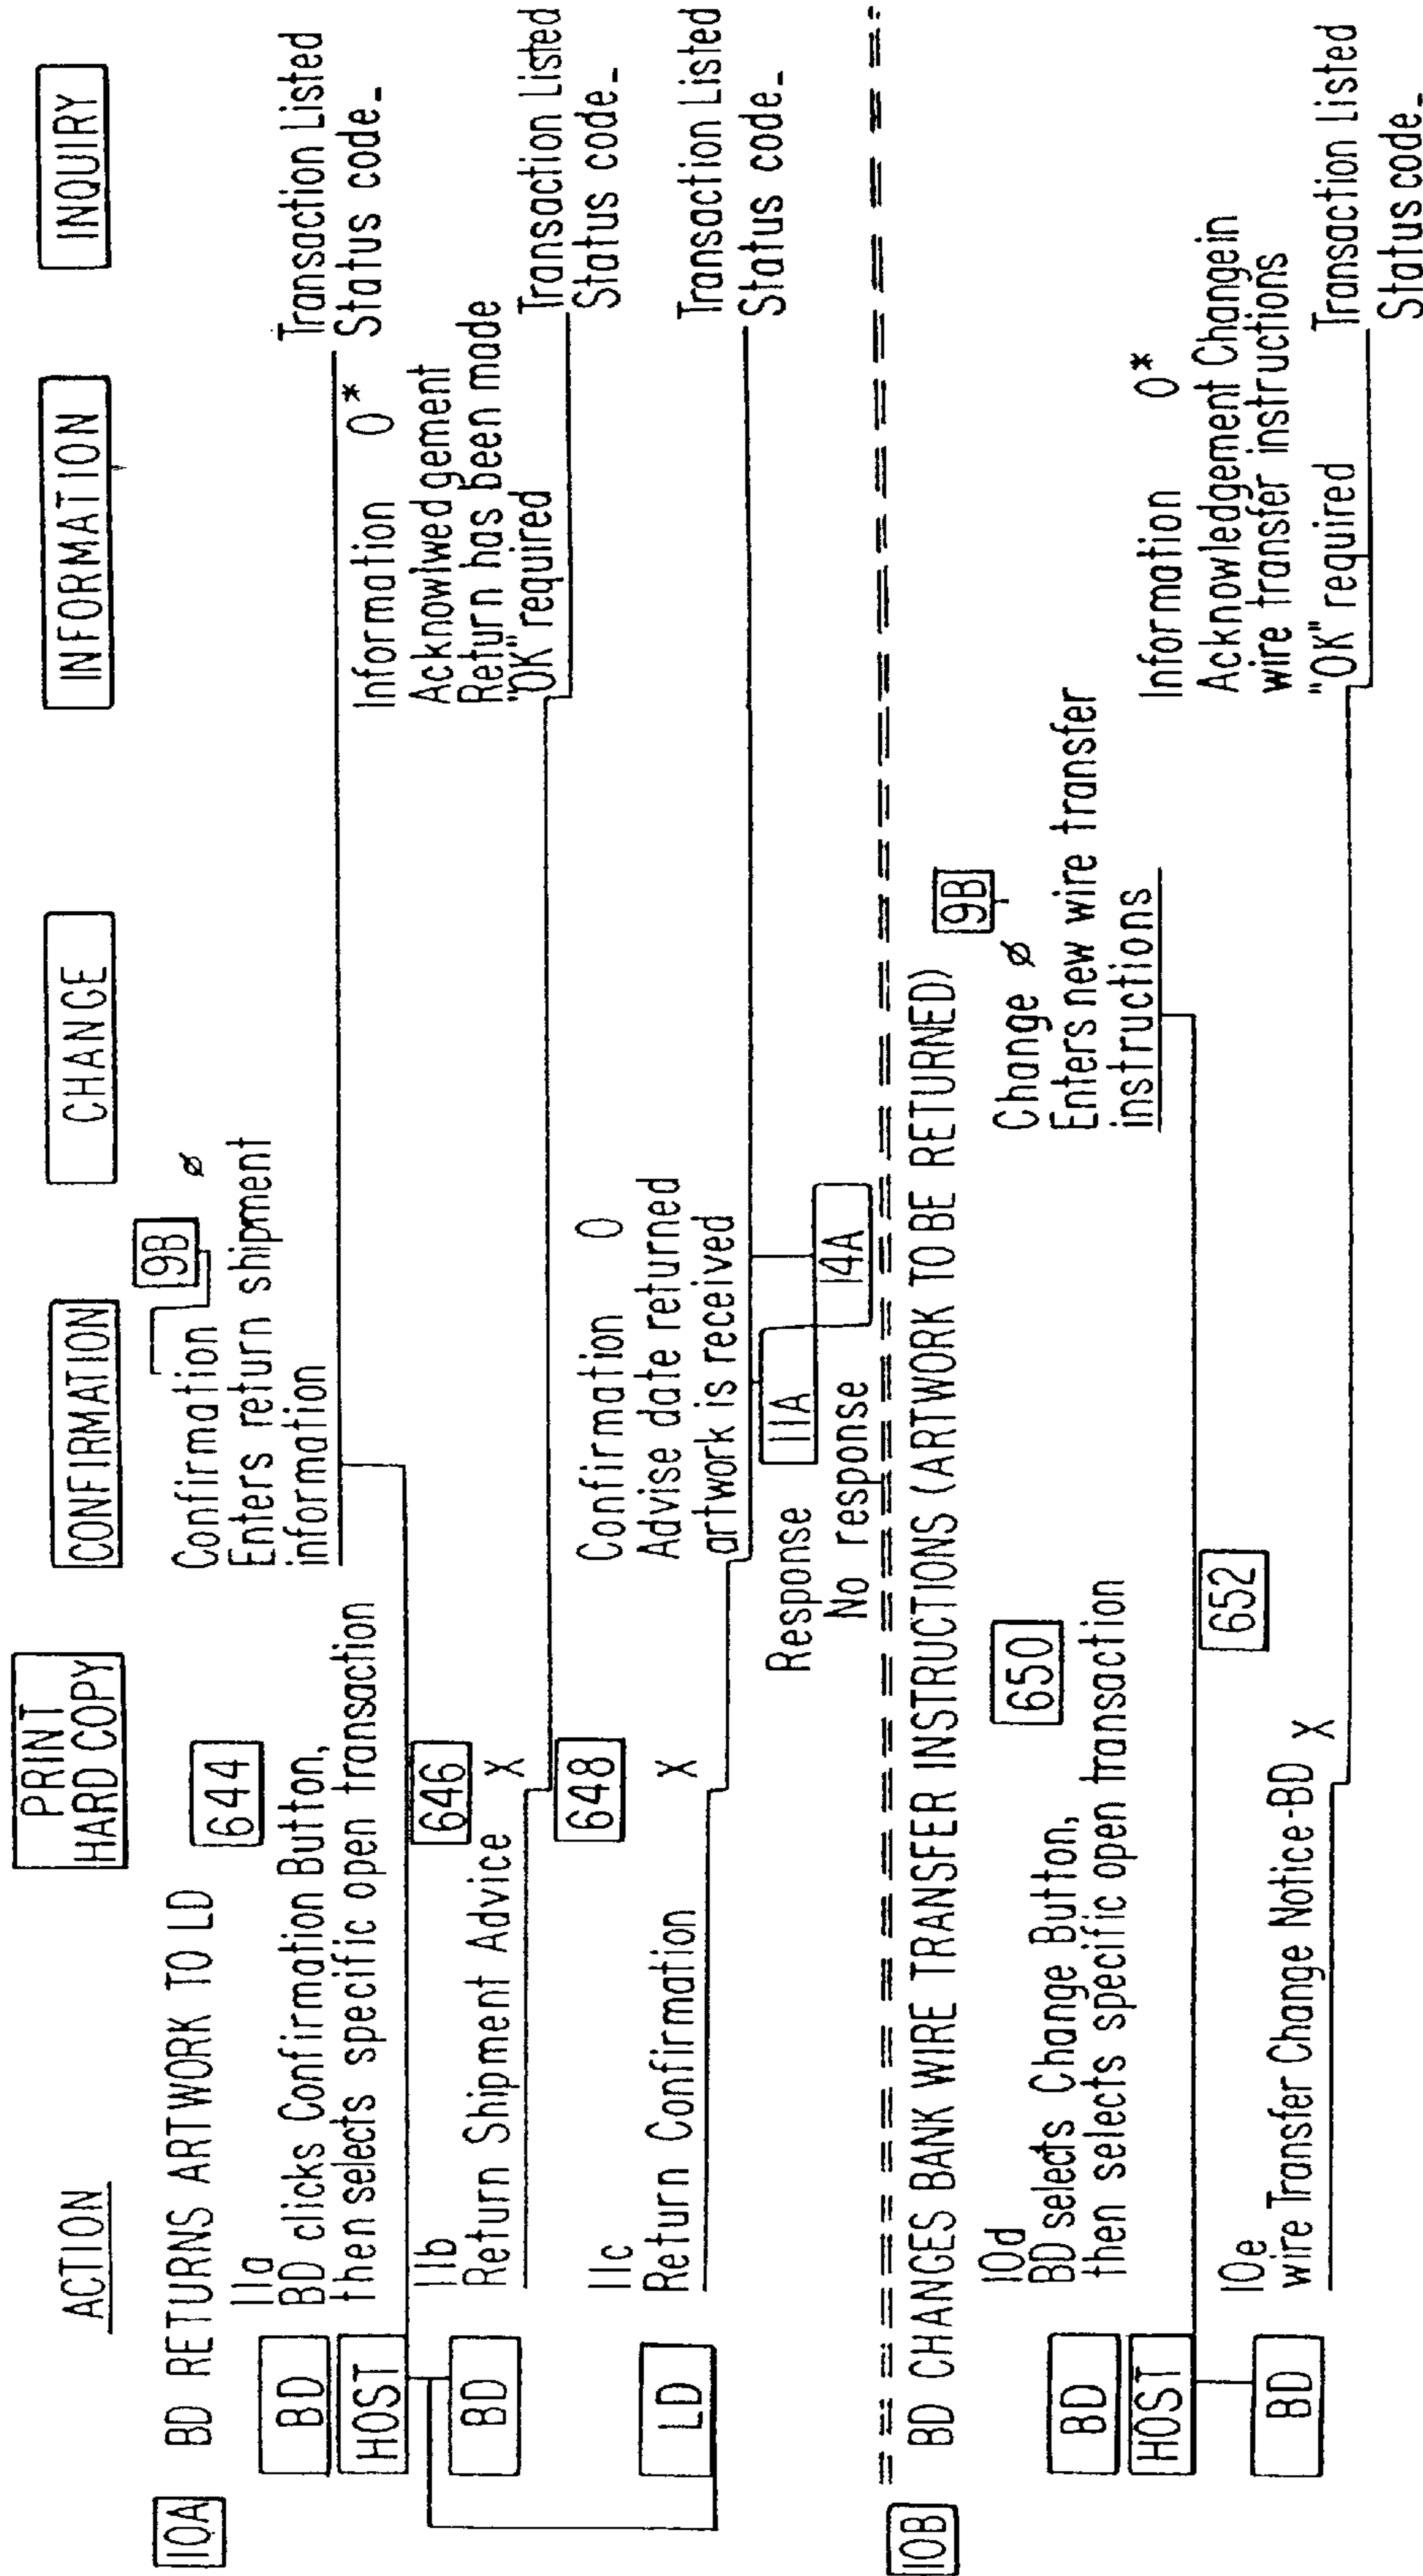 ACTION
PRINT
HARD COPY
CONFIRMATION
CHANGE
INFORMATION
INQUIRY
10A
BD RETURNS ARTWORK TO LD
9B
11a
644
Confirmation ø
BD
BD clicks Confirmation Button,
then selects specific open transaction
Enters return shipment
information
Transaction Listed
Status code_
HOST
11b
646
Information O*
BD
Return Shipment Advice X
Acknowlwedgement
Return has been made
"OK" required
Transaction Listed
Status code_
11c
648
Confirmation O
LD
Return Confirmation X
Advise date returned
artwork is received
Transaction Listed
Status code_
Response
11A
No response
14A
10B
BD CHANGES BANK WIRE TRANSFER INSTRUCTIONS (ARTWORK TO BE RETURNED)
9B
10d
650
Change ø
BD
BD selects Change Button,
then selects specific open transaction
Enters new wire transfer
instructions
HOST
652
10e
Information O*
BD
wire Transfer Change Notice-BD X
Acknowledgement Changein
wire transfer instructions
"OK" required
Transaction Listed
Status code_